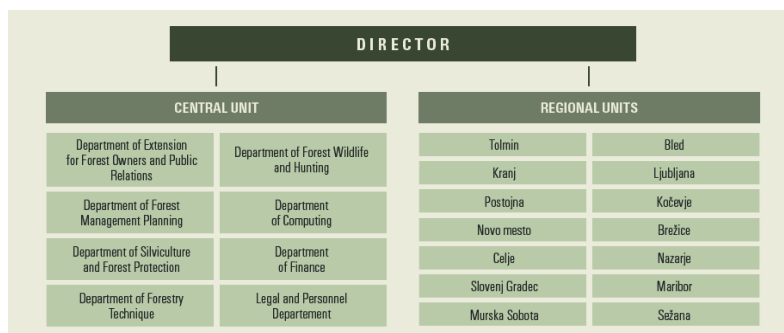 DIRECTOR
CENTRAL UNIT
Department of Extension
for Forest Owners and Public
Relations
Department of Forest Wildlife
and Hunting
Department of Forest
Management Planning
Department
of Computing
Department of Silviculture
and Forest Protection
Department
of Finance
Department of Forestry
Technique
Legal and Personnel
Departement
REGIONAL UNITS
Tolmin
Bled
Kranj
Ljubljana
Postojna
Kočevje
Novo mesto
Brežice
Celje
Nazarje
Slovenj Gradec
Maribor
Murska Sobota
Sežana